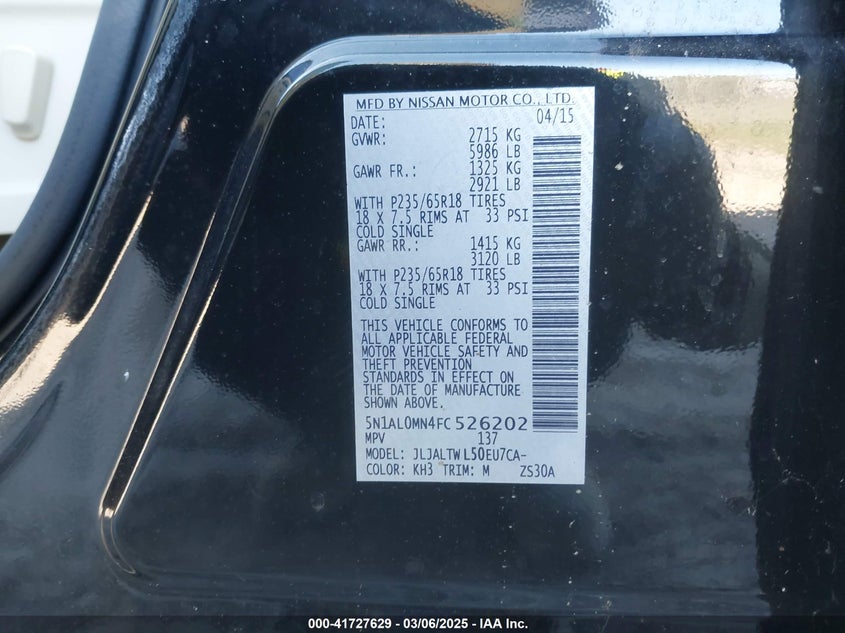 MFD BY NISSAN MOTOR CO., LTD.
DATE: 04/15
GVWR: 2715 KG
5986 LB
GAWR FR.: 1325 KG
2921 LB
WITH P235/65R18 TIRES
18 X 7.5 RIMS AT 33 PSI
COLD SINGLE
GAWR RR.: 1415 KG
3120 LB
WITH P235/65R18 TIRES
18 X 7.5 RIMS AT 33 PSI
COLD SINGLE
THIS VEHICLE CONFORMS TO
ALL APPLICABLE FEDERAL
MOTOR VEHICLE SAFETY AND
THEFT PREVENTION
STANDARDS IN EFFECT ON
THE DATE OF MANUFACTURE
SHOWN ABOVE.
5N1AL0MN4FC526202
MPV 137
MODEL: JLJALTWL50EU7CA-
COLOR: KH3 TRIM: M ZS30A
000-41727629 - 03/06/2025 - IAA Inc.